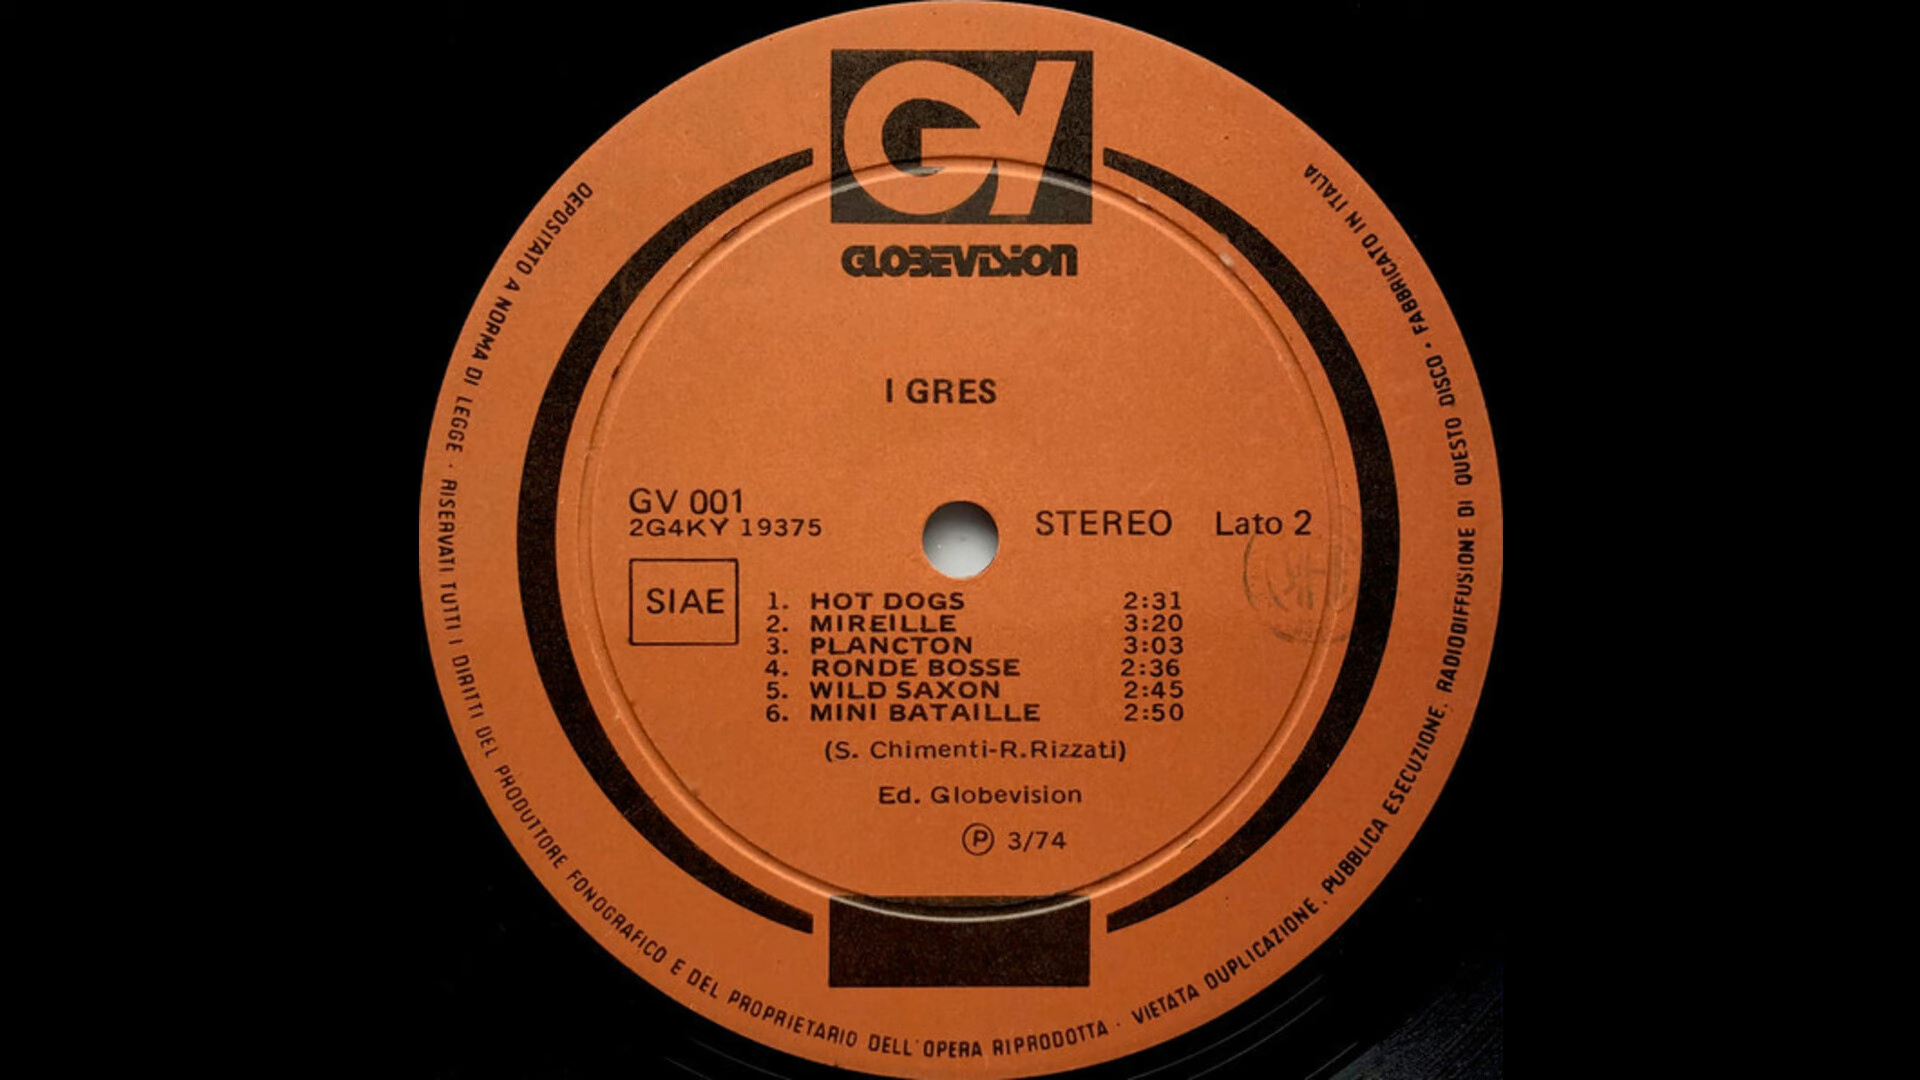 GV
GLOBEVISION
I GRES
GV 001
2G4KY 19375
STEREO Lato 2
SIAE
1. HOT DOGS 2:31
2. MIREILLE 3:20
3. PLANCTON 3:03
4. RONDE BOSSE 2:36
5. WILD SAXON 2:45
6. MINI BATAILLE 2:50
(S. Chimenti-R.Rizzati)
Ed. Globevision
Ⓟ 3/74
DEPOSITATO A NORMA DI LEGGE · RISERVATI TUTTI I DIRITTI DEL PRODUTTORE FONOGRAFICO E DEL PROPRIETARIO DELL'OPERA RIPRODOTTA · VIETATA DUPLICAZIONE, PUBBLICA ESECUZIONE, RADIODIFFUSIONE DI QUESTO DISCO · FABBRICATO IN ITALIA